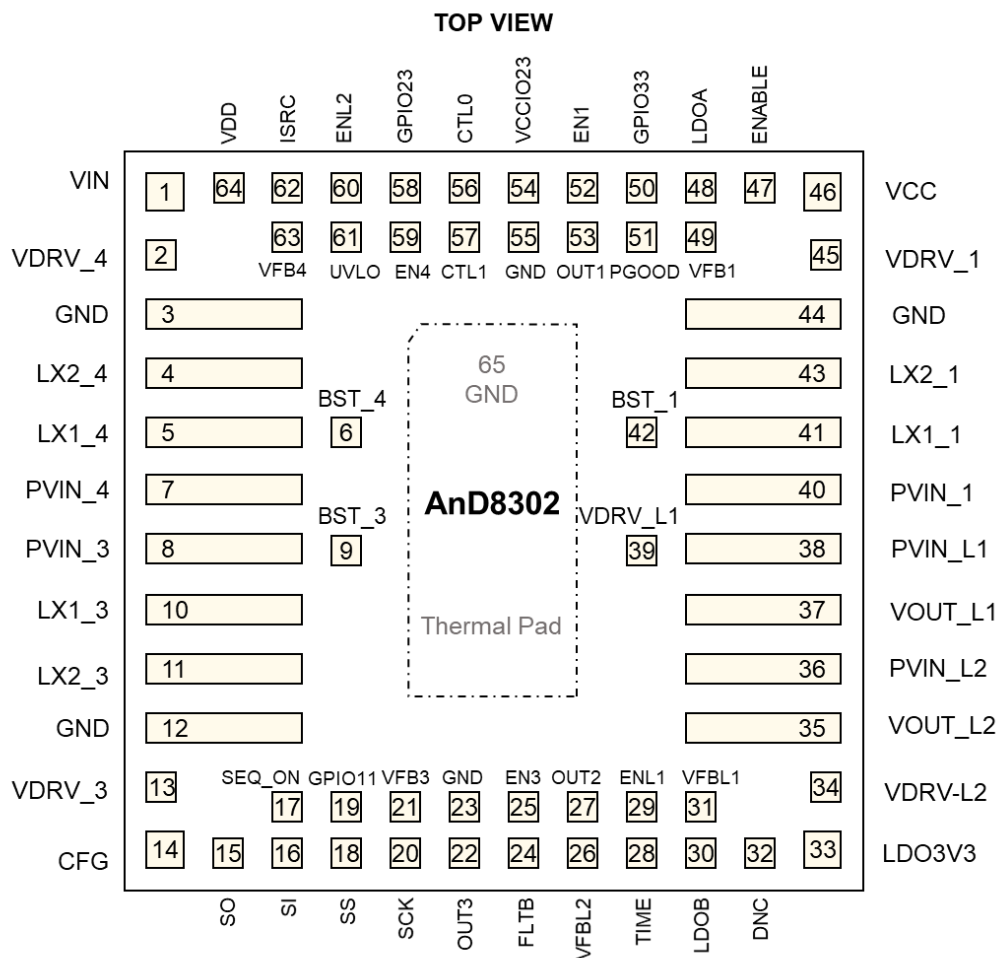 TOP VIEW
VDD ISRC ENL2 GPIO23 CTL0 VCCIO23 EN1 GPIO33 LDOA ENABLE
VIN 1 64 62 60 58 56 54 52 50 48 47 46 VCC
VDRV_4 2 63 61 59 57 55 53 51 49 45 VDRV_1
VFB4 UVLO EN4 CTL1 GND OUT1 PGOOD VFB1
GND 3 44 GND
65
GND
LX2_4 4 43 LX2_1
BST_4 BST_1
LX1_4 5 6 42 41 LX1_1
PVIN_4 7 AnD8302 40 PVIN_1
BST_3 VDRV_L1
PVIN_3 8 9 39 38 PVIN_L1
LX1_3 10 37 VOUT_L1
Thermal Pad
LX2_3 11 36 PVIN_L2
GND 12 35 VOUT_L2
SEQ_ON GPIO11 VFB3 GND EN3 OUT2 ENL1 VFBL1
VDRV_3 13 17 19 21 23 25 27 29 31 34 VDRV-L2
CFG 14 15 16 18 20 22 24 26 28 30 32 33 LDO3V3
SO SI SS SCK OUT3 FLTB VFBL2 TIME LDOB DNC